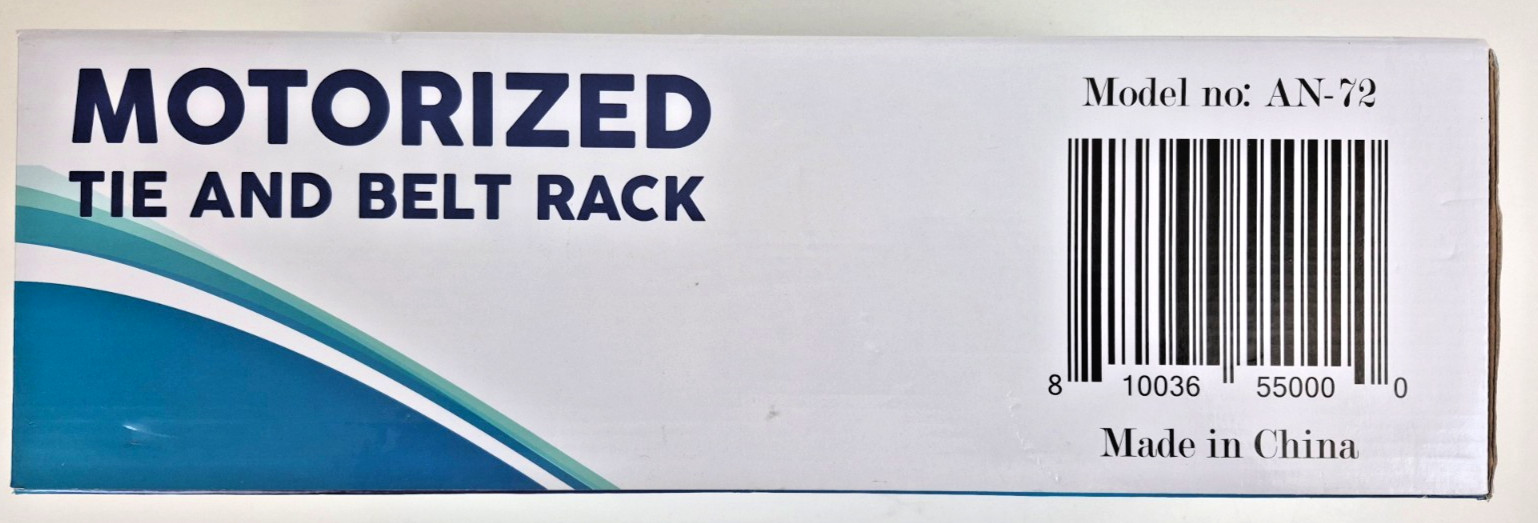 MOTORIZED
TIE AND BELT RACK
Model no: AN-72
8 10036 55000 0
Made in China